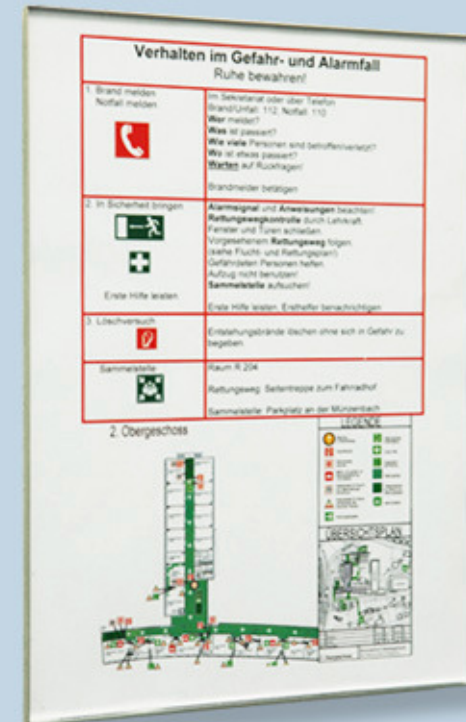 Verhalten im Gefahr- und Alarmfall
Ruhe bewahren!
1. Brand melden
Notfall melden
Im Sekretariat oder über Telefon
Brand/Unfall: 112, Notfall: 110
Wer meldet?
Was ist passiert?
Wie viele Personen sind betroffen/verletzt?
Wo ist etwas passiert?
Warten auf Rückfragen!
Brandmelder betätigen
2. In Sicherheit bringen
Erste Hilfe leisten
Alarmsignal und Anweisungen beachten!
Rettungswegkontrolle durch Lehrkraft
Fenster und Türen schließen
Vorgesehenem Rettungsweg folgen
(siehe Flucht- und Rettungsplan)
Gefährdeten Personen helfen
Aufzug nicht benutzen!
Sammelstelle aufsuchen!
Erste Hilfe leisten, Ersthelfer benachrichtigen
3. Löschversuch
Entstehungsbrände löschen ohne sich in Gefahr zu
begeben
Sammelstelle
Raum R 204
Rettungsweg: Seitentreppe zum Fahrradhof
Sammelstelle: Parkplatz an der Münzenbach
2. Obergeschoss
LEGENDE
ÜBERSICHTSPLAN